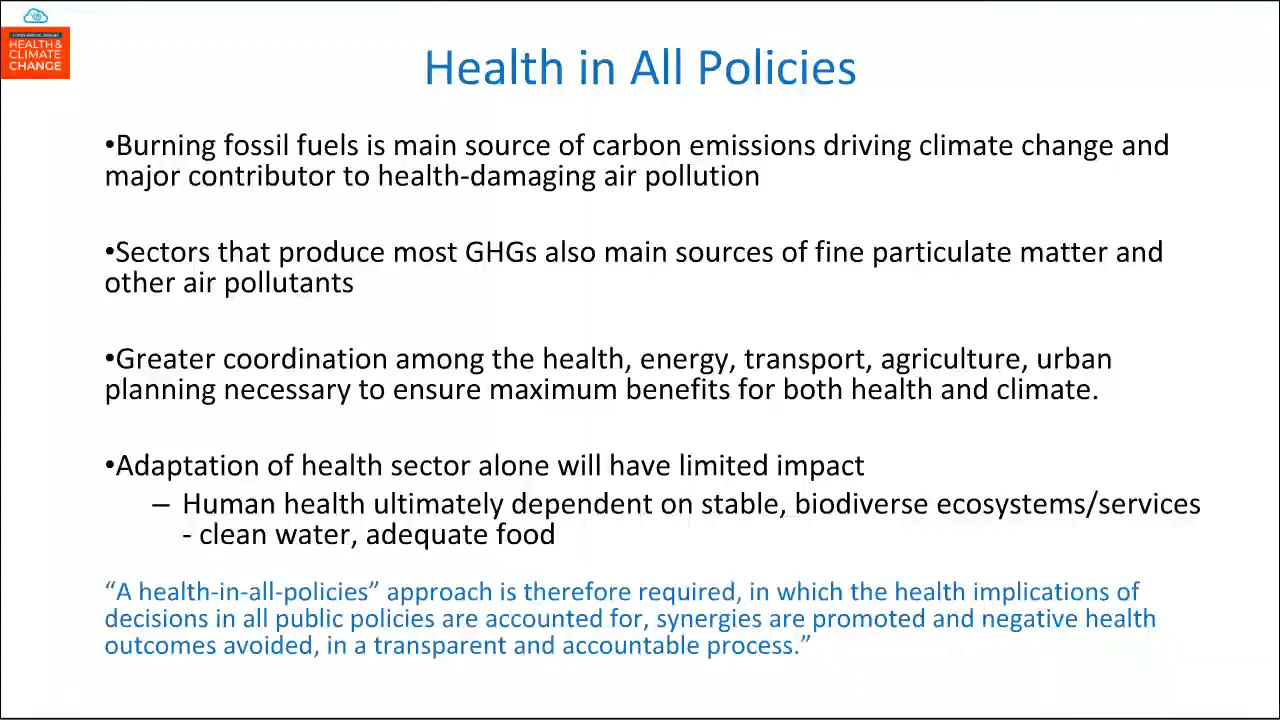 HEALTH &
CLIMATE
CHANGE
Health in All Policies
•Burning fossil fuels is main source of carbon emissions driving climate change and
major contributor to health-damaging air pollution
•Sectors that produce most GHGs also main sources of fine particulate matter and
other air pollutants
•Greater coordination among the health, energy, transport, agriculture, urban
planning necessary to ensure maximum benefits for both health and climate.
•Adaptation of health sector alone will have limited impact
– Human health ultimately dependent on stable, biodiverse ecosystems/services
- clean water, adequate food
“A health-in-all-policies” approach is therefore required, in which the health implications of
decisions in all public policies are accounted for, synergies are promoted and negative health
outcomes avoided, in a transparent and accountable process.”